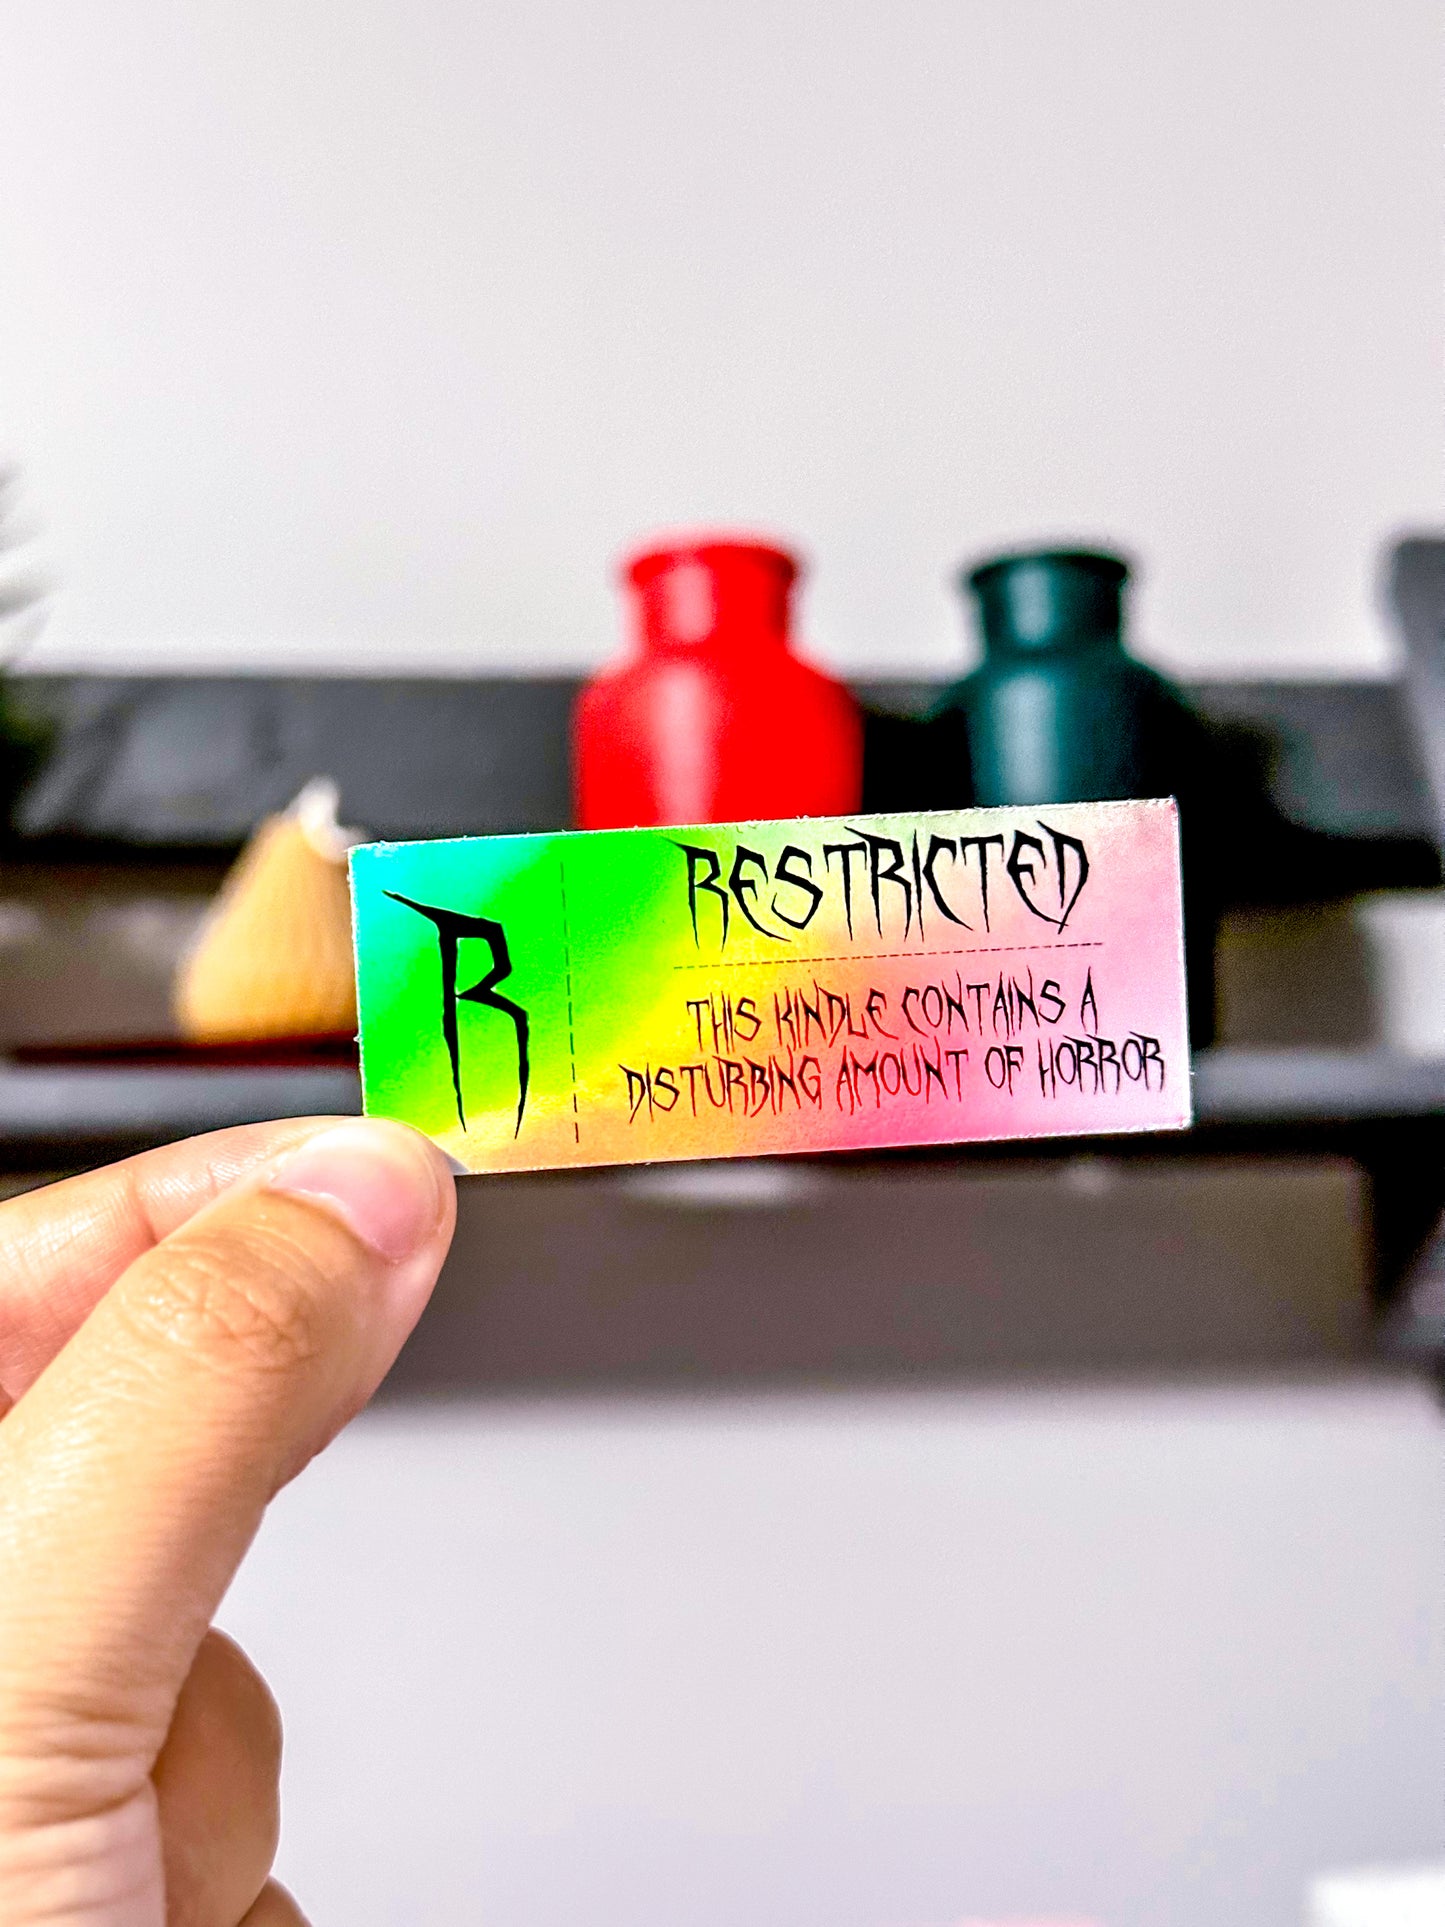 R
RESTRICTED
THIS KINDLE CONTAINS A
DISTURBING AMOUNT OF HORROR